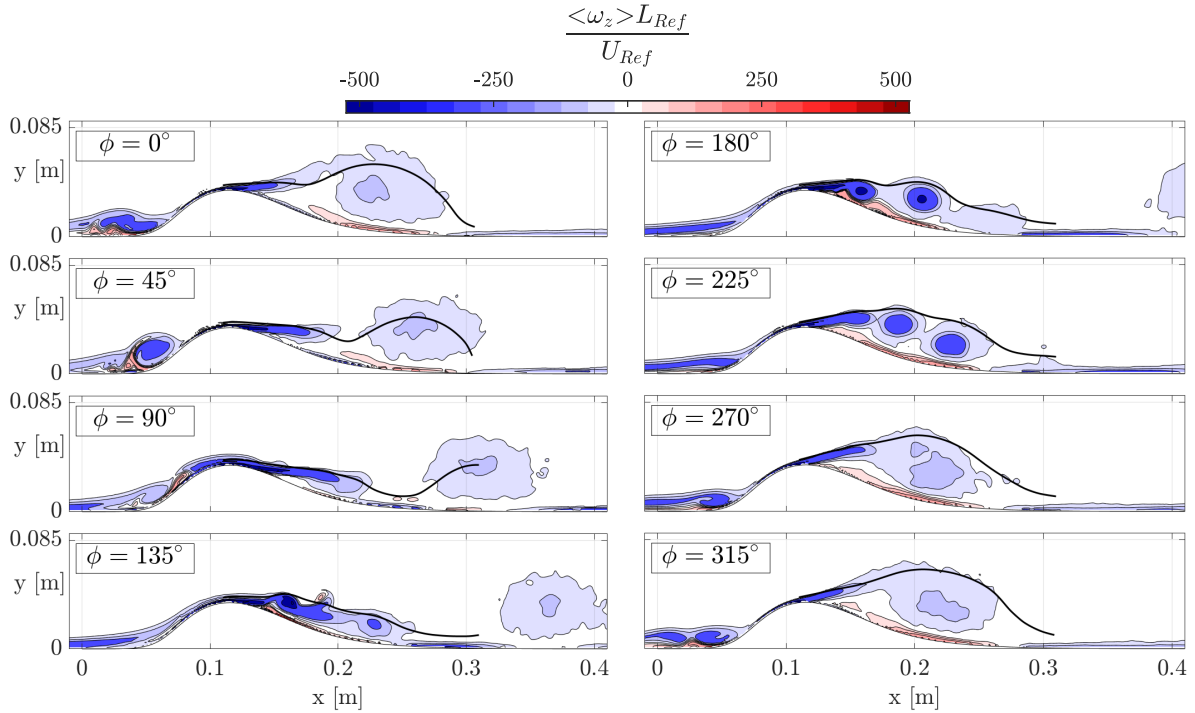 <ω_z>L_Ref
U_Ref
-500 -250 0 250 500
0.085
ϕ = 0°
y [m]
0
ϕ = 180°
0.085
ϕ = 45°
y [m]
0
ϕ = 225°
0.085
ϕ = 90°
y [m]
0
ϕ = 270°
0.085
ϕ = 135°
y [m]
0
ϕ = 315°
0 0.1 0.2 0.3 0.4
x [m]
0 0.1 0.2 0.3 0.4
x [m]